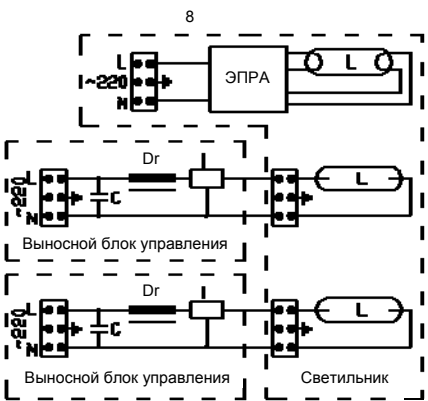 8
L
~220
N
ЭПРА
L
Dr
I
L
~220
N
C
L
Выносной блок управления
Dr
I
L
~220
N
C
L
Выносной блок управления
Светильник